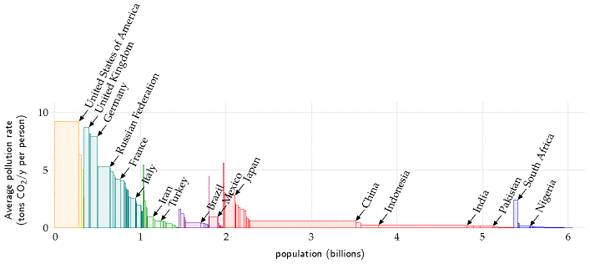 United States of America
United Kingdom
Germany
Russian Federation
France
Italy
Iran
Turkey
Brazil
Mexico
Japan
China
Indonesia
India
Pakistan
South Africa
Nigeria
Average pollution rate
(tons CO₂/y per person)
10
5
0
0 1 2 3 4 5 6
population (billions)